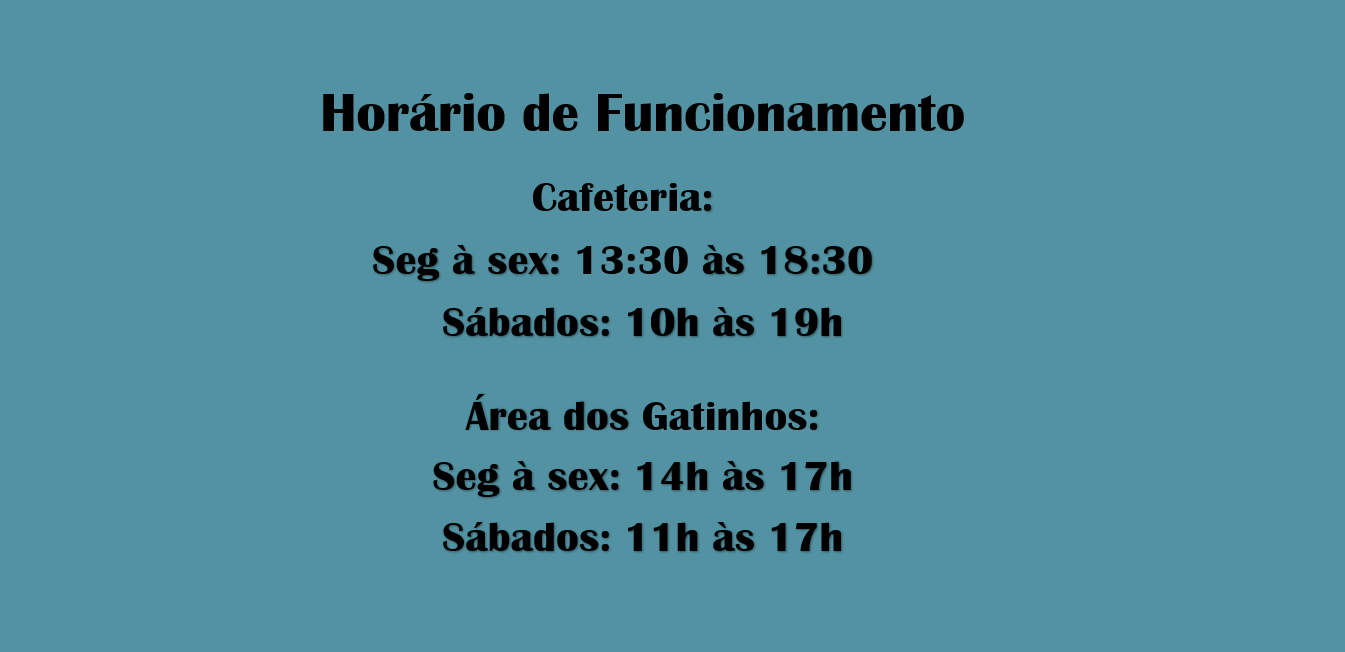 Horário de Funcionamento
Cafeteria:
Seg à sex: 13:30 às 18:30
Sábados: 10h às 19h
Área dos Gatinhos:
Seg à sex: 14h às 17h
Sábados: 11h às 17h